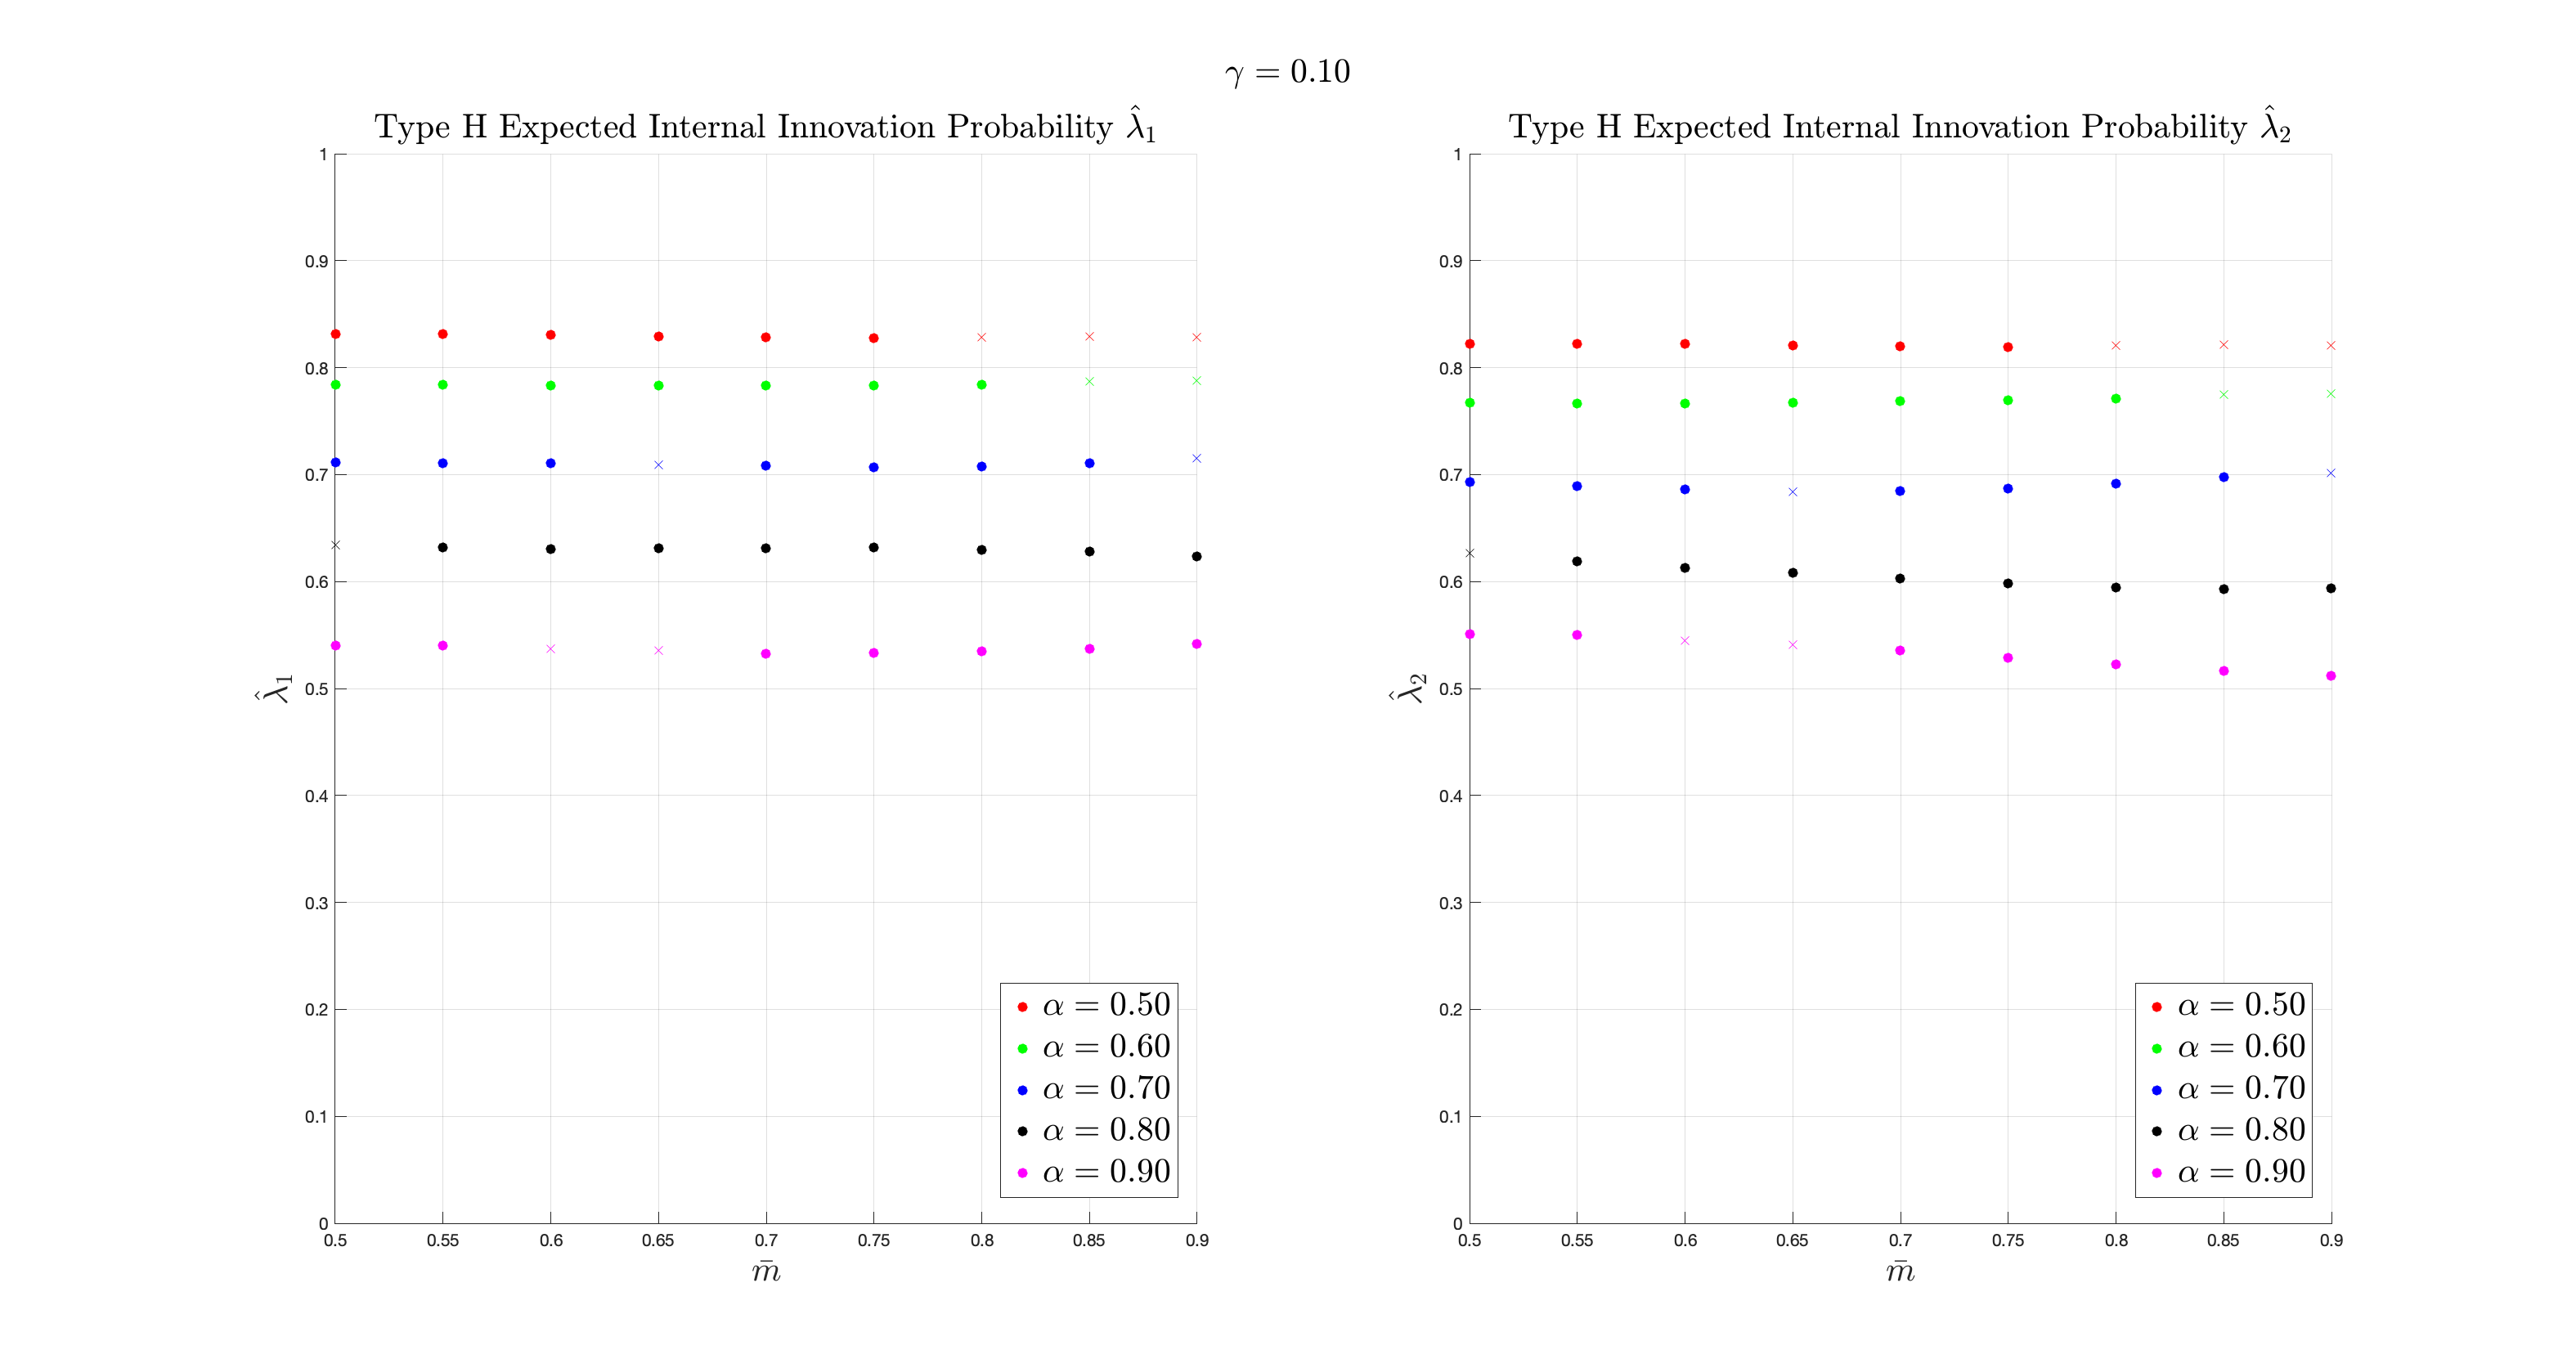 γ = 0.10
Type H Expected Internal Innovation Probability λ̂₁
1
0.9
0.8
0.7
0.6
0.5
0.4
0.3
0.2
0.1
0
λ̂₁
0.5 0.55 0.6 0.65 0.7 0.75 0.8 0.85 0.9
m̄
α = 0.50
α = 0.60
α = 0.70
α = 0.80
α = 0.90
Type H Expected Internal Innovation Probability λ̂₂
1
0.9
0.8
0.7
0.6
0.5
0.4
0.3
0.2
0.1
0
λ̂₂
0.5 0.55 0.6 0.65 0.7 0.75 0.8 0.85 0.9
m̄
α = 0.50
α = 0.60
α = 0.70
α = 0.80
α = 0.90